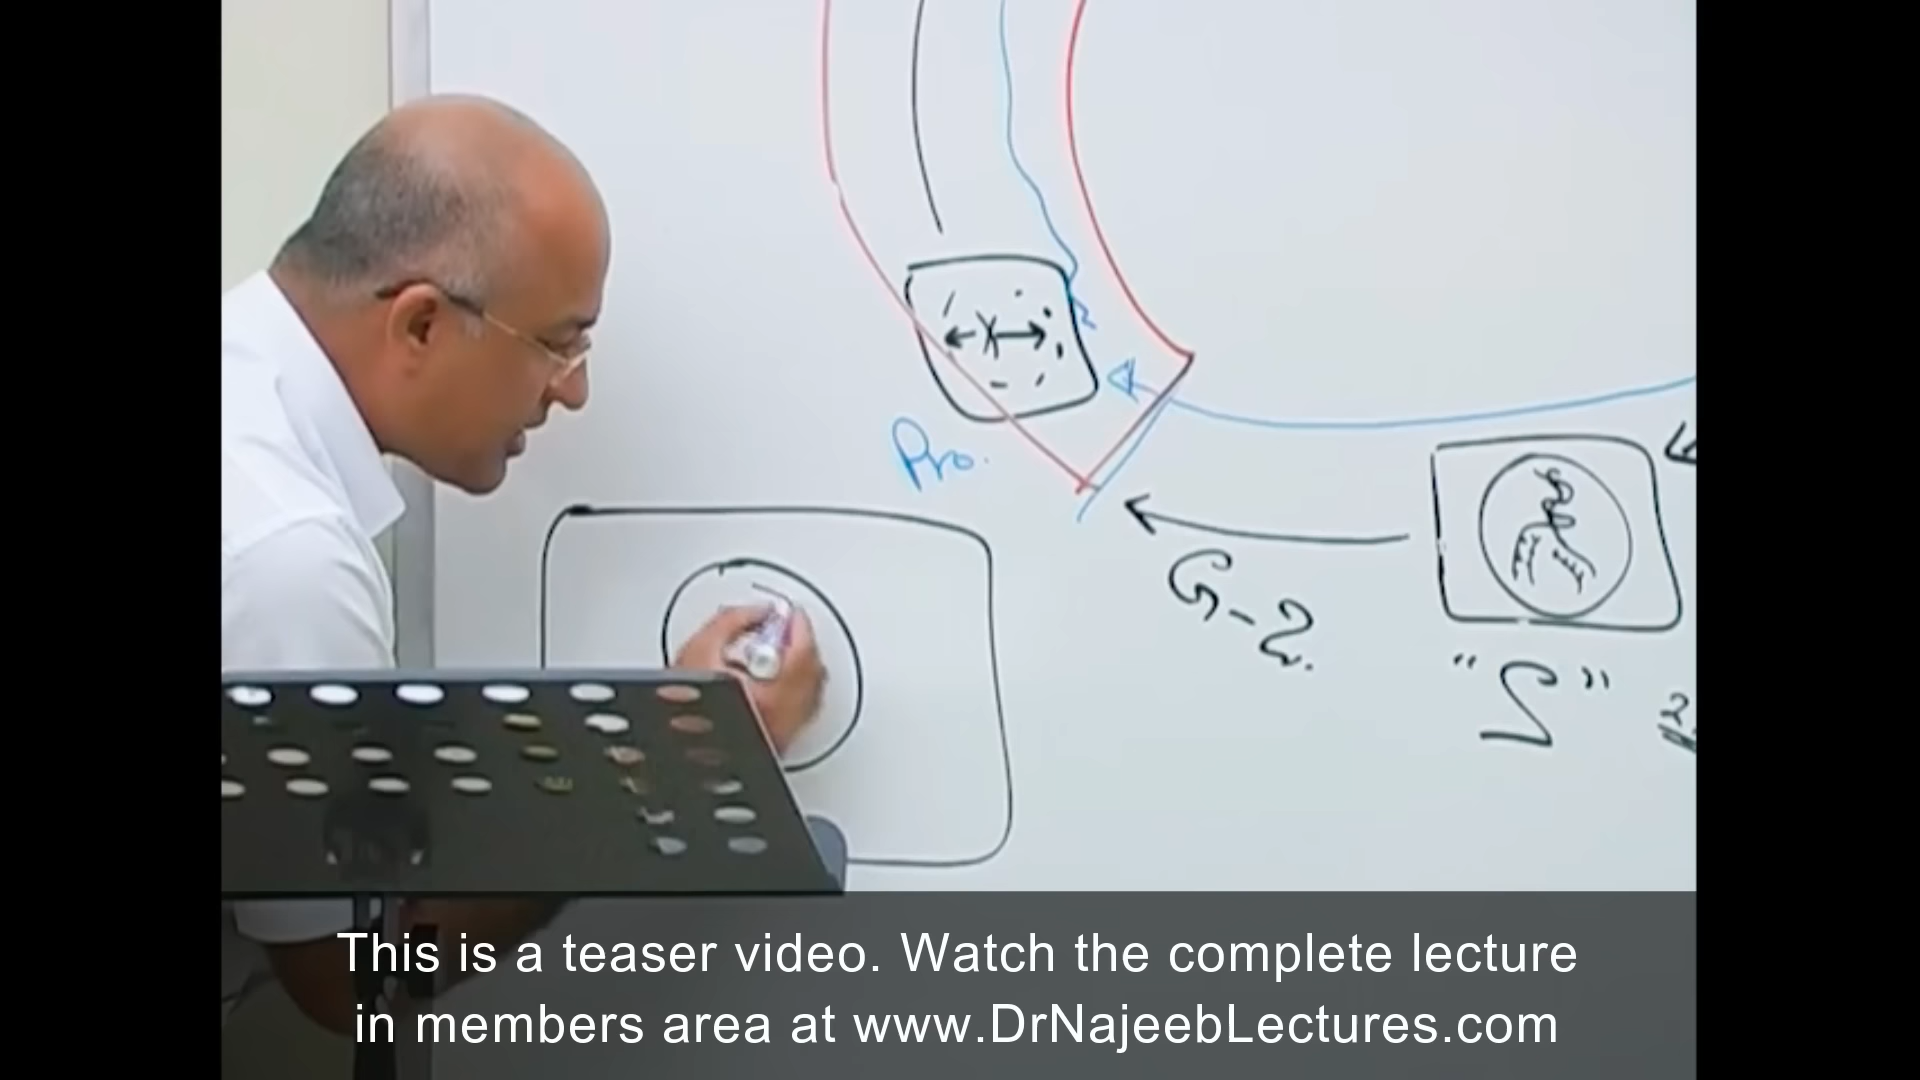 Pro.
G-2.
"S"
This is a teaser video. Watch the complete lecture
in members area at www.DrNajeebLectures.com